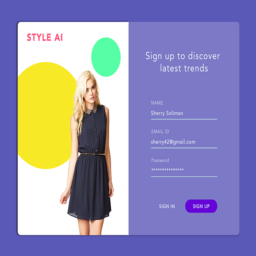 STYLE AI
Sign up to discover
latest trends
NAME
Sherry Soliman
EMAIL ID
sherry42@gmail.com
Password
***************
SIGN IN
SIGN UP